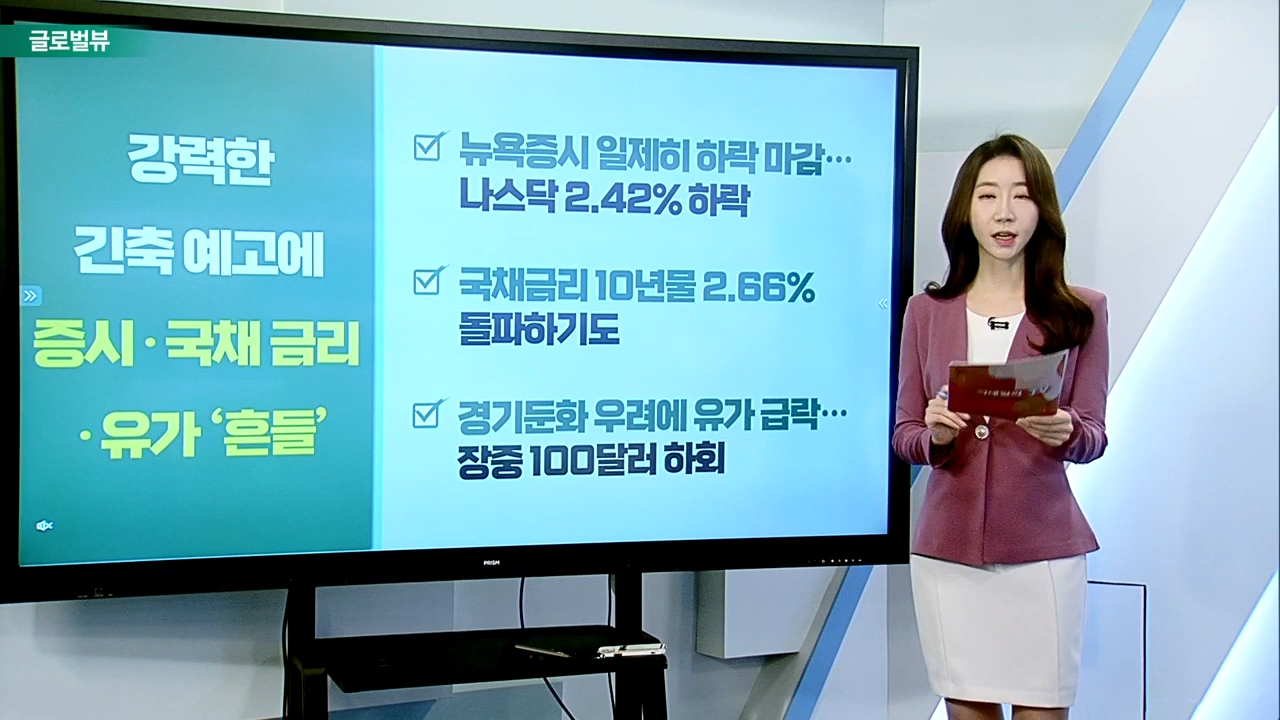 글로벌뷰
강력한
긴축 예고에
증시·국채 금리
·유가 ‘흔들’
뉴욕증시 일제히 하락 마감…
나스닥 2.42% 하락
국채금리 10년물 2.66%
돌파하기도
경기둔화 우려에 유가 급락…
장중 100달러 하회
PRISM